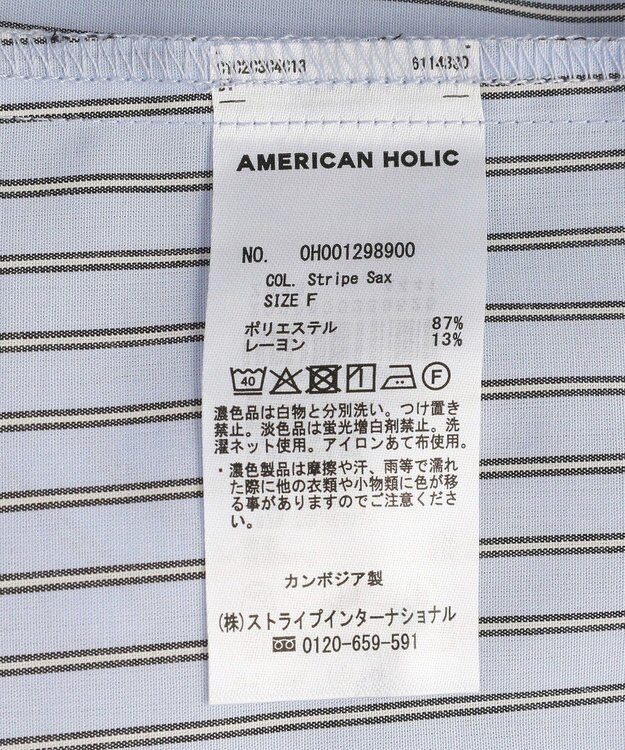 6114330
AMERICAN HOLIC
NO. OH001298900
COL. Stripe Sax
SIZE F
ポリエステル 87%
レーヨン 13%
40 F
濃色品は白物と分別洗い。つけ置き
禁止。淡色品は蛍光増白剤禁止。洗
濯ネット使用。アイロンあて布使用。
・濃色製品は摩擦や汗、雨等で濡れ
た際に他の衣類や小物類に色が移
る事がありますのでご注意くださ
い。
カンボジア製
(株)ストライプインターナショナル
0120-659-591